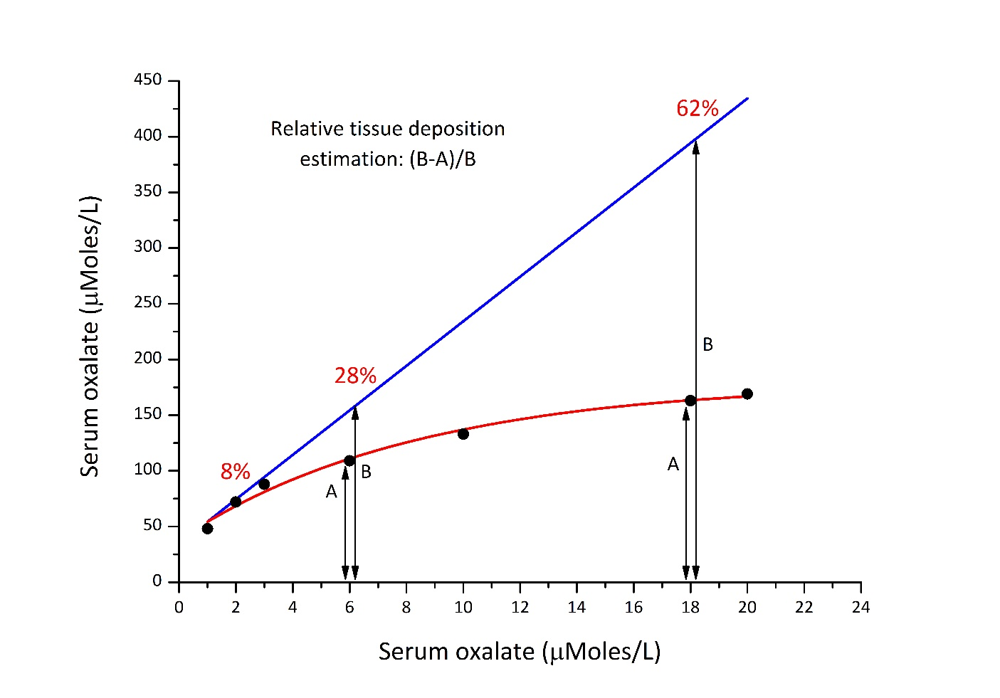 450
400
350
300
250
200
150
100
50
0
Serum oxalate (μMoles/L)
Relative tissue deposition
estimation: (B-A)/B
62%
28%
8%
B
A
B
A
0 2 4 6 8 10 12 14 16 18 20 22 24
Serum oxalate (μMoles/L)